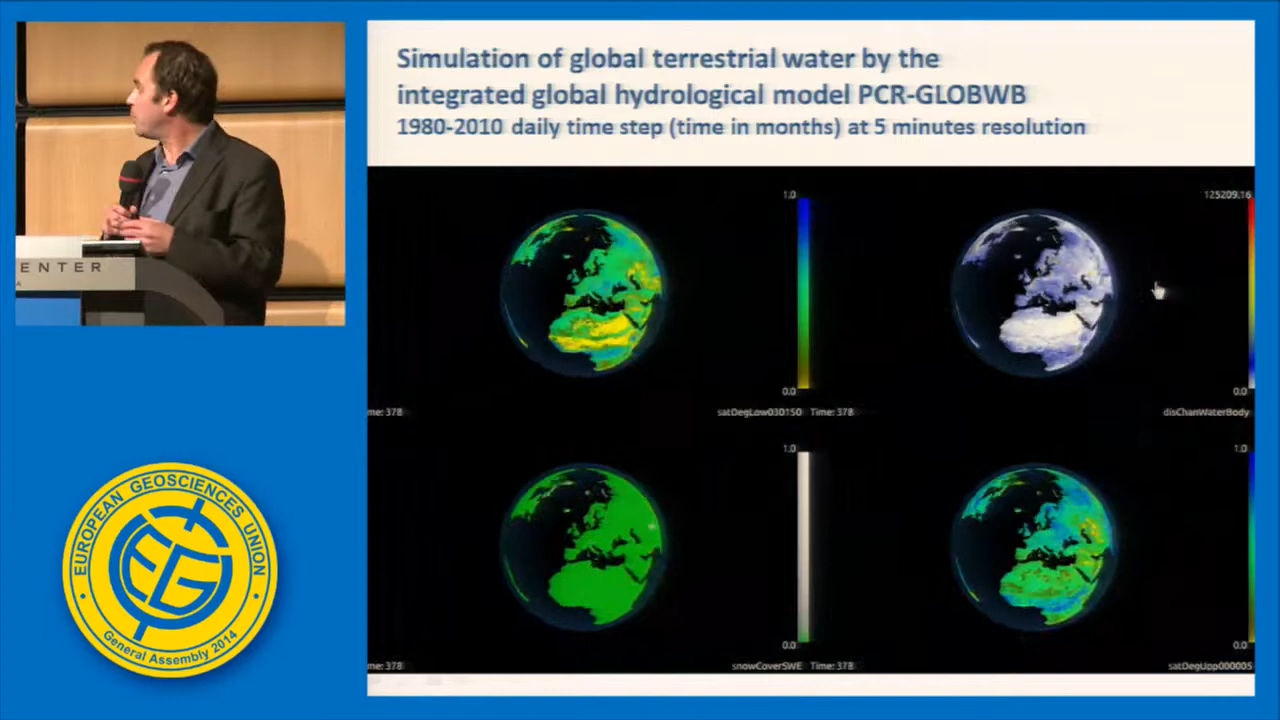 Simulation of global terrestrial water by the
integrated global hydrological model PCR-GLOBWB
1980-2010 daily time step (time in months) at 5 minutes resolution
1.0
0.0
me: 378
satDegLow030150
125209.16
0.0
Time: 378
disChanWaterBody
1.0
0.0
me: 378
snowCoverSWE
1.0
0.0
Time: 378
satDegUpp000005
ENTER
A
EUROPEAN GEOSCIENCES UNION
EGU
General Assembly 2014